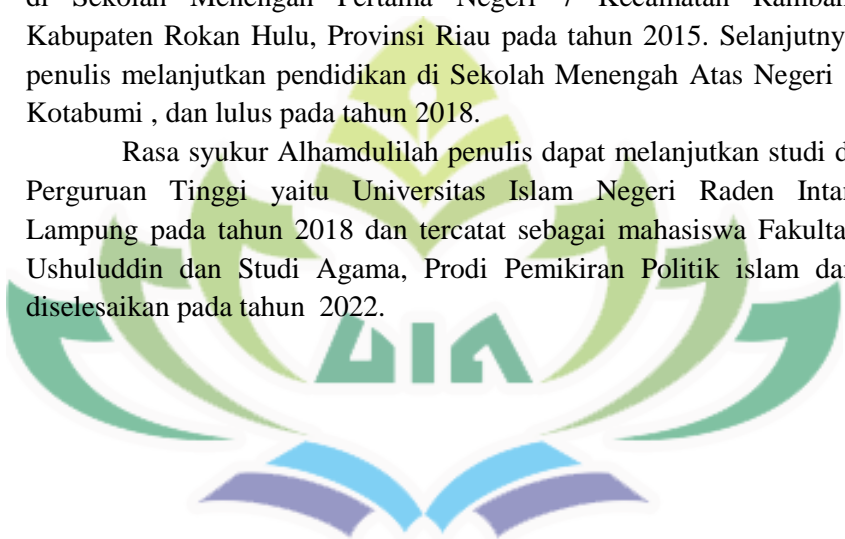 di Sekolah Menengah Pertama Negeri 7 Kecamatan Rambah
Kabupaten Rokan Hulu, Provinsi Riau pada tahun 2015. Selanjutny
penulis melanjutkan pendidikan di Sekolah Menengah Atas Negeri
Kotabumi , dan lulus pada tahun 2018.
Rasa syukur Alhamdulilah penulis dapat melanjutkan studi d
Perguruan Tinggi yaitu Universitas Islam Negeri Raden Intan
Lampung pada tahun 2018 dan tercatat sebagai mahasiswa Fakulta
Ushuluddin dan Studi Agama, Prodi Pemikiran Politik islam dan
diselesaikan pada tahun 2022.
UIN